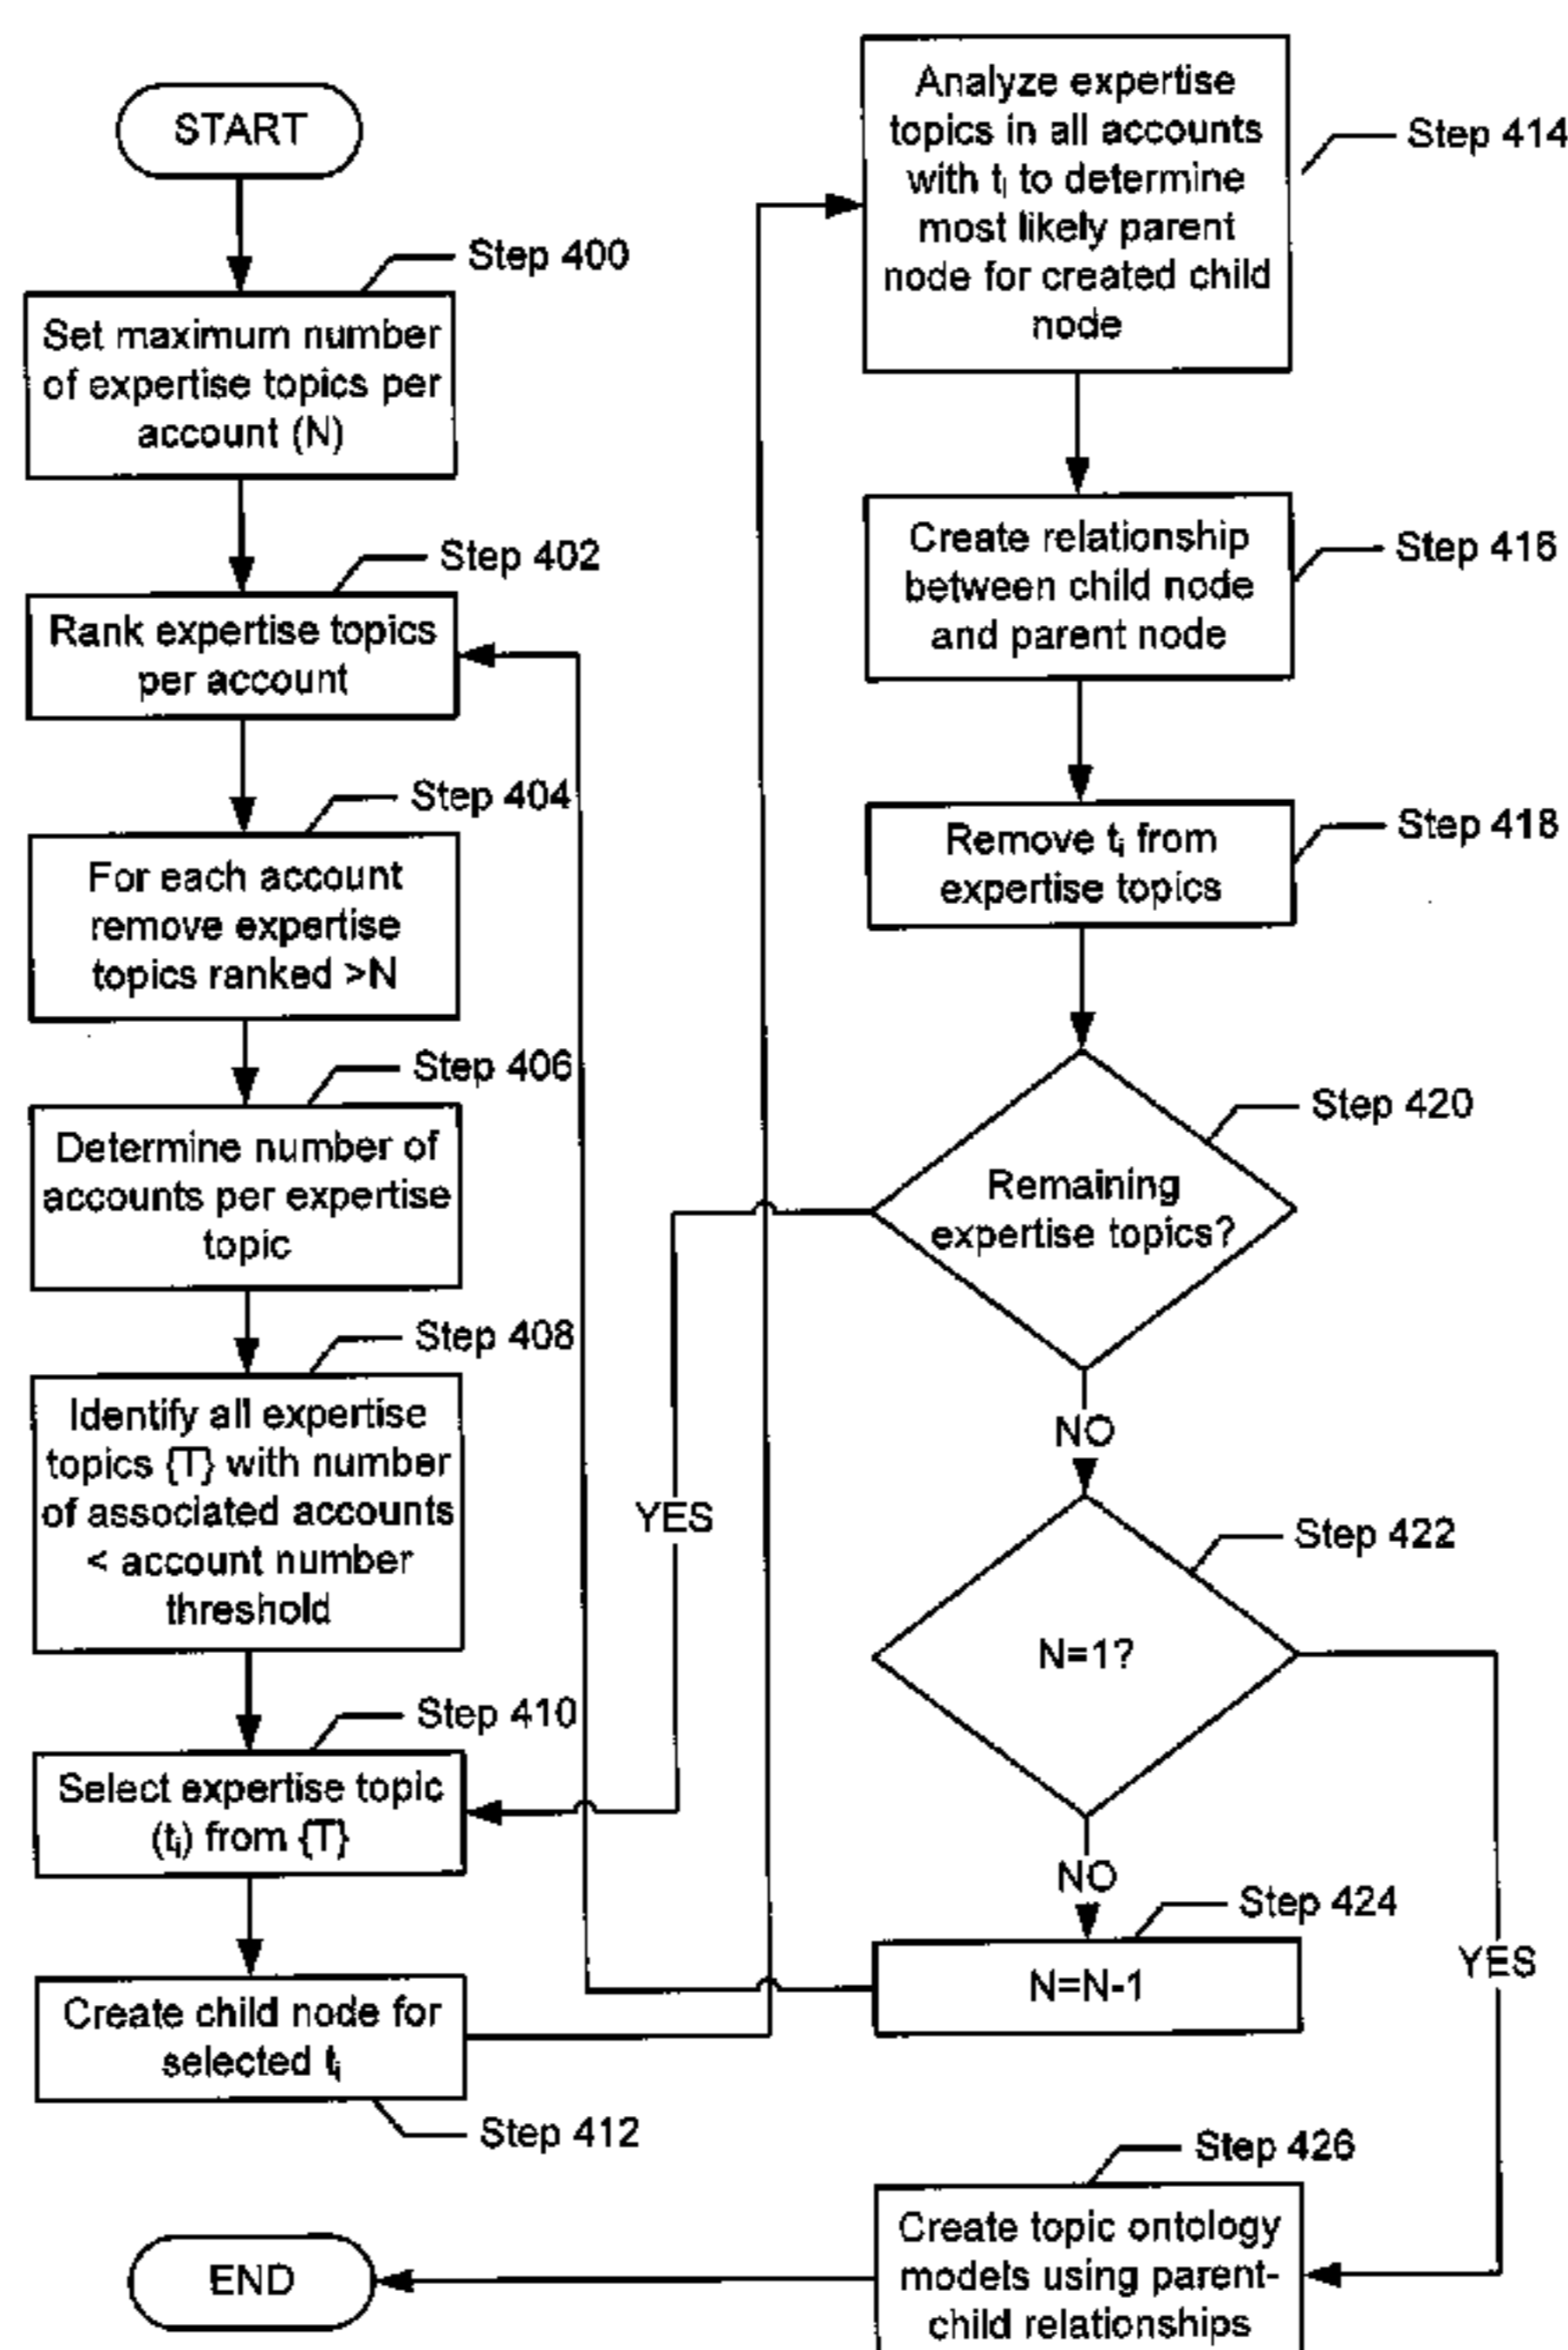 START
Step 400
Set maximum number
of expertise topics per
account (N)
Step 402
Rank expertise topics
per account
Step 404
For each account
remove expertise
topics ranked >N
Step 406
Determine number of
accounts per expertise
topic
Step 408
Identify all expertise
topics {T} with number
of associated accounts
< account number
threshold
Step 410
Select expertise topic
(tᵢ) from {T}
Create child node for
selected tᵢ
Step 412
Analyze expertise
topics in all accounts
with tᵢ to determine
most likely parent
node for created child
node
Step 414
Create relationship
between child node
and parent node
Step 416
Remove tᵢ from
expertise topics
Step 418
Remaining
expertise topics?
Step 420
YES
NO
N=1?
Step 422
NO
YES
Step 424
N=N-1
Step 426
Create topic ontology
models using parent-
child relationships
END